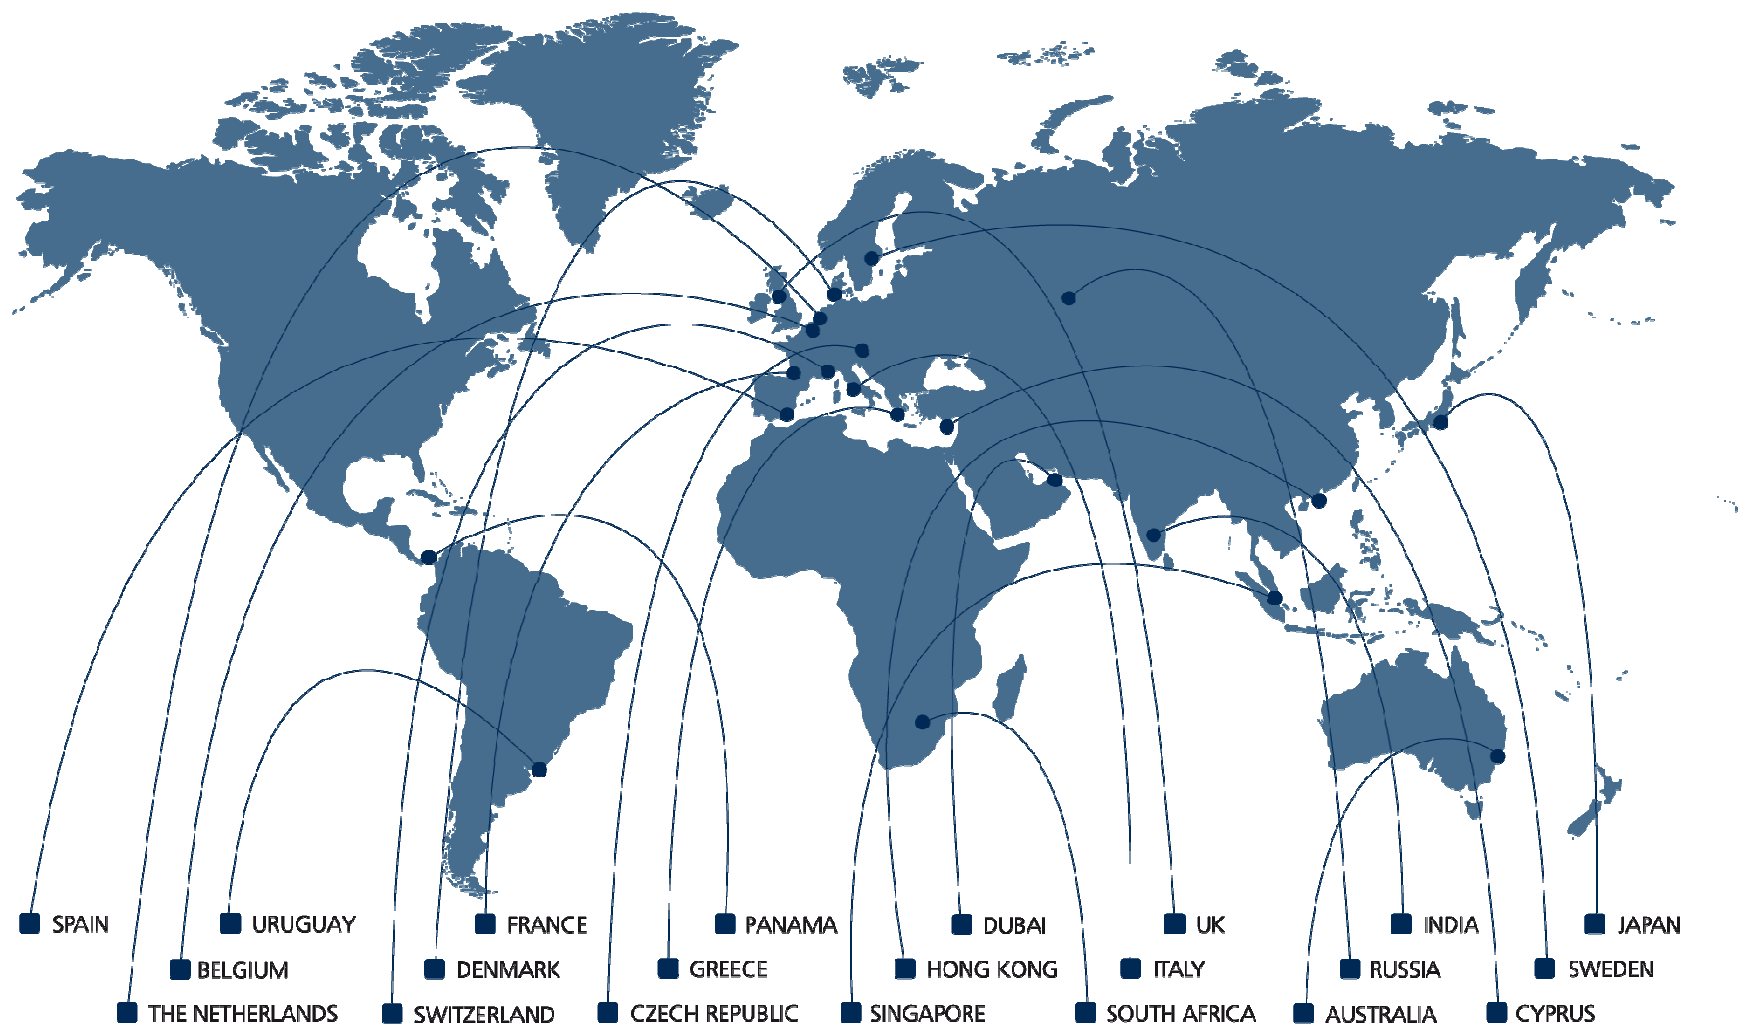 SPAIN URUGUAY FRANCE PANAMA DUBAI UK INDIA JAPAN
BELGIUM DENMARK GREECE HONG KONG ITALY RUSSIA SWEDEN
THE NETHERLANDS SWITZERLAND CZECH REPUBLIC SINGAPORE SOUTH AFRICA AUSTRALIA CYPRUS